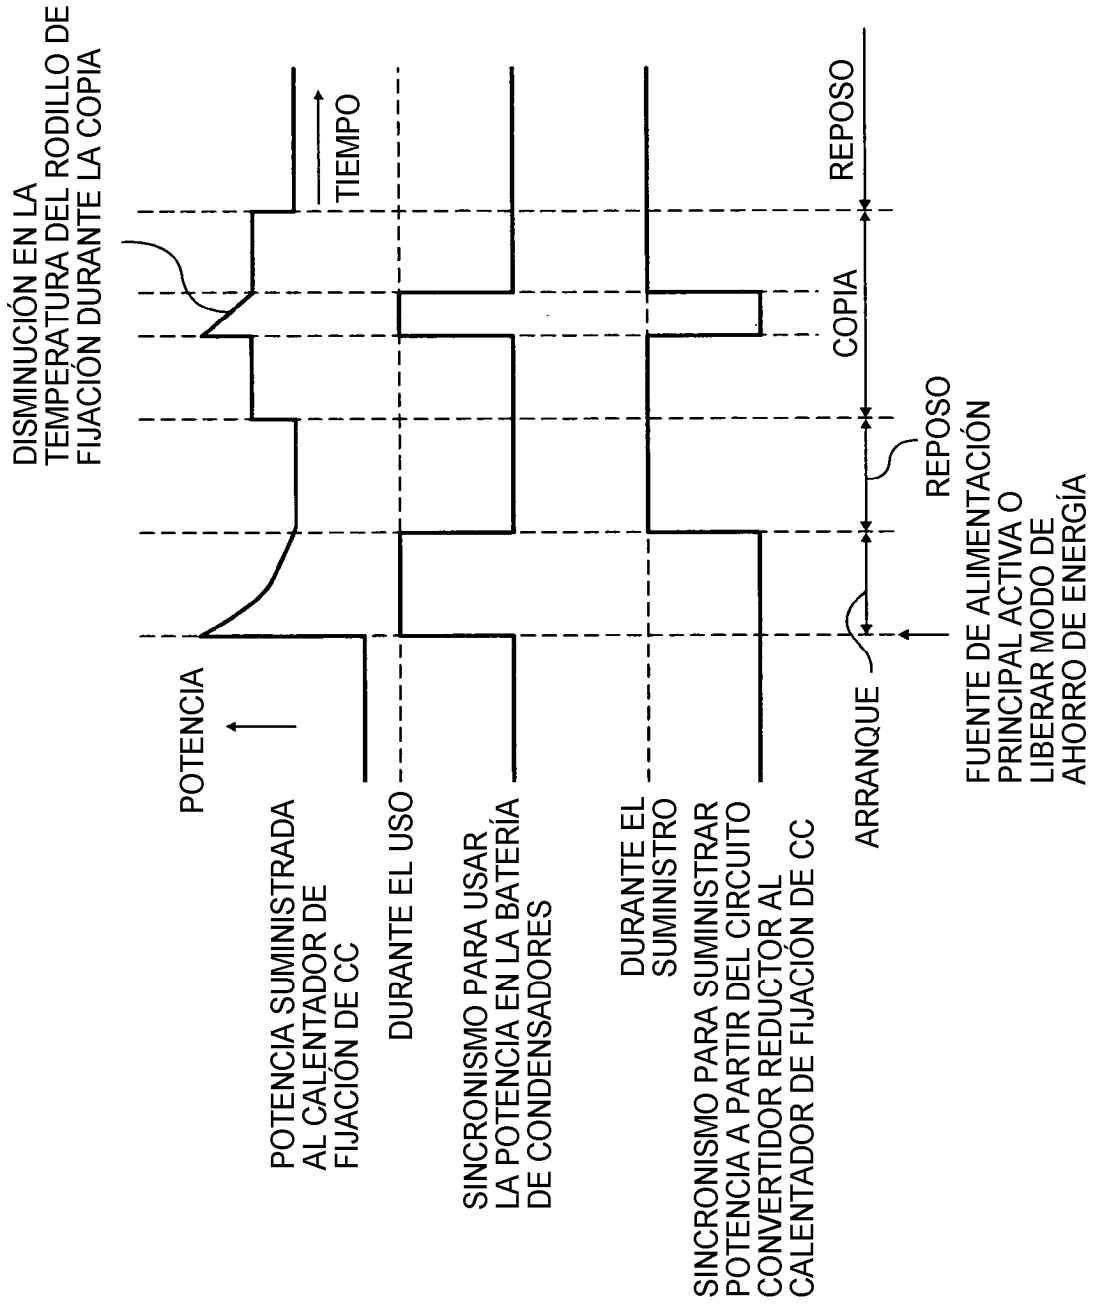 DISMINUCIÓN EN LA
TEMPERATURA DEL RODILLO DE
FIJACIÓN DURANTE LA COPIA
POTENCIA
TIEMPO
POTENCIA SUMINISTRADA
AL CALENTADOR DE
FIJACIÓN DE CC
DURANTE EL USO
SINCRONISMO PARA USAR
LA POTENCIA EN LA BATERÍA
DE CONDENSADORES
DURANTE EL
SUMINISTRO
SINCRONISMO PARA SUMINISTRAR
POTENCIA A PARTIR DEL CIRCUITO
CONVERTIDOR REDUCTOR AL
CALENTADOR DE FIJACIÓN DE CC
ARRANQUE
REPOSO
COPIA
REPOSO
FUENTE DE ALIMENTACIÓN
PRINCIPAL ACTIVA O
LIBERAR MODO DE
AHORRO DE ENERGÍA